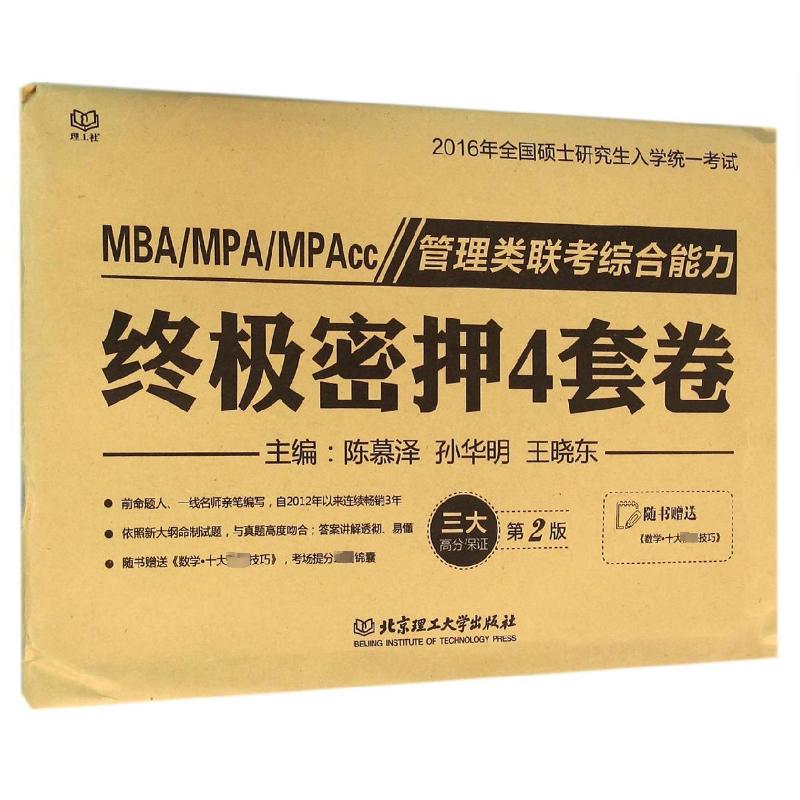 理工社
2016年全国硕士研究生入学统一考试
MBA/MPA/MPAcc//管理类联考综合能力
终极密押4套卷
主编：陈慕泽 孙华明 王晓东
● 前命题人、一线名师亲笔编写，自2012年以来连续畅销3年
● 依照新大纲命制试题，与真题高度吻合；答案讲解透彻、易懂
● 随书赠送《数学·十大技巧》，考场提分锦囊
三大
高分保证
第2版
随书赠送
《数学·十大技巧》
北京理工大学出版社
BEIJING INSTITUTE OF TECHNOLOGY PRESS